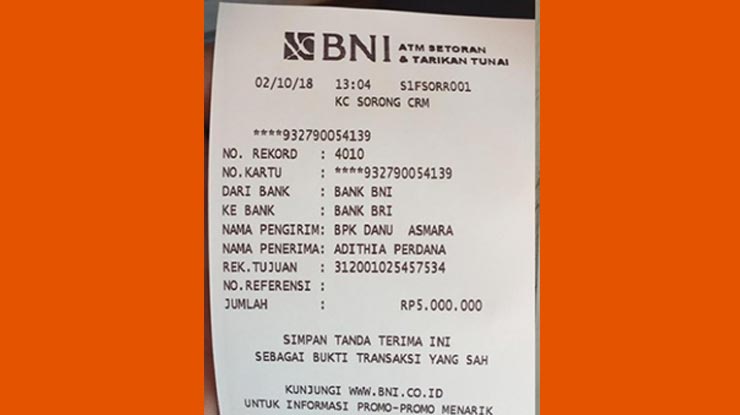 BNI ATM SETORAN
& TARIKAN TUNAI
02/10/18 13:04 S1FSORR001
KC SORONG CRM
****932790054139
NO. REKORD : 4010
NO.KARTU : ****932790054139
DARI BANK : BANK BNI
KE BANK : BANK BRI
NAMA PENGIRIM: BPK DANU ASMARA
NAMA PENERIMA: ADITHIA PERDANA
REK.TUJUAN : 312001025457534
NO.REFERENSI :
JUMLAH : RP5.000.000
SIMPAN TANDA TERIMA INI
SEBAGAI BUKTI TRANSAKSI YANG SAH
KUNJUNGI WWW.BNI.CO.ID
UNTUK INFORMASI PROMO-PROMO MENARIK